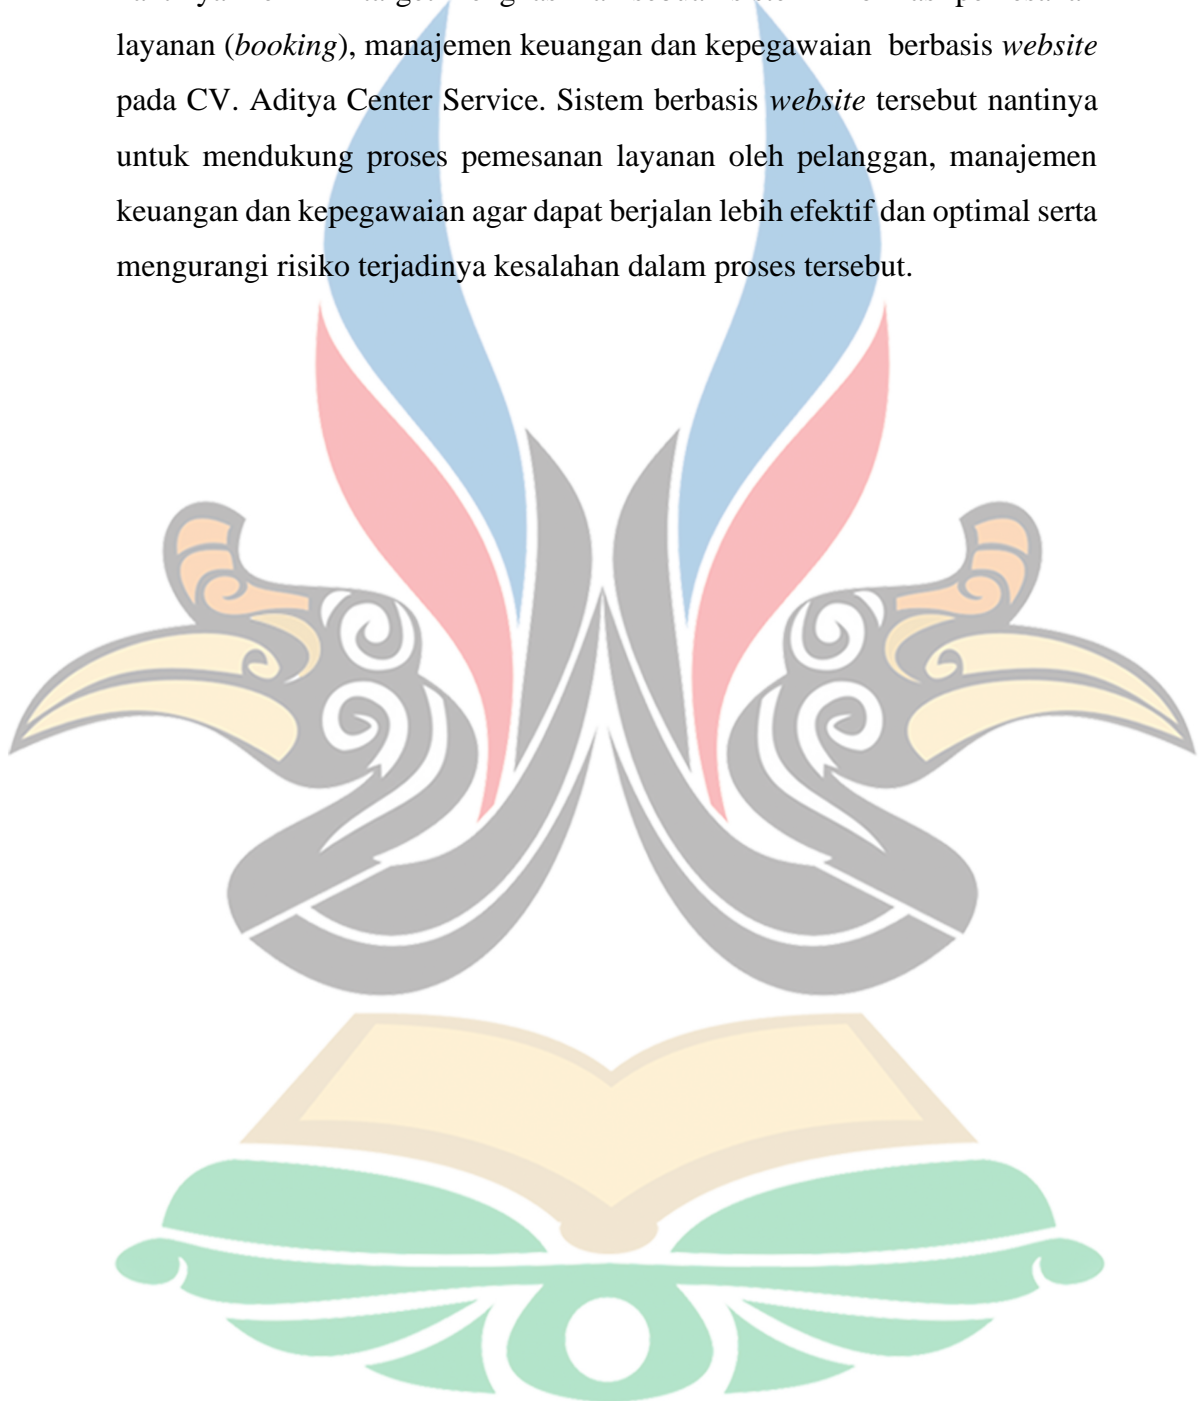 layanan (booking), manajemen keuangan dan kepegawaian berbasis website
pada CV. Aditya Center Service. Sistem berbasis website tersebut nantinya
untuk mendukung proses pemesanan layanan oleh pelanggan, manajemen
keuangan dan kepegawaian agar dapat berjalan lebih efektif dan optimal serta
mengurangi risiko terjadinya kesalahan dalam proses tersebut.